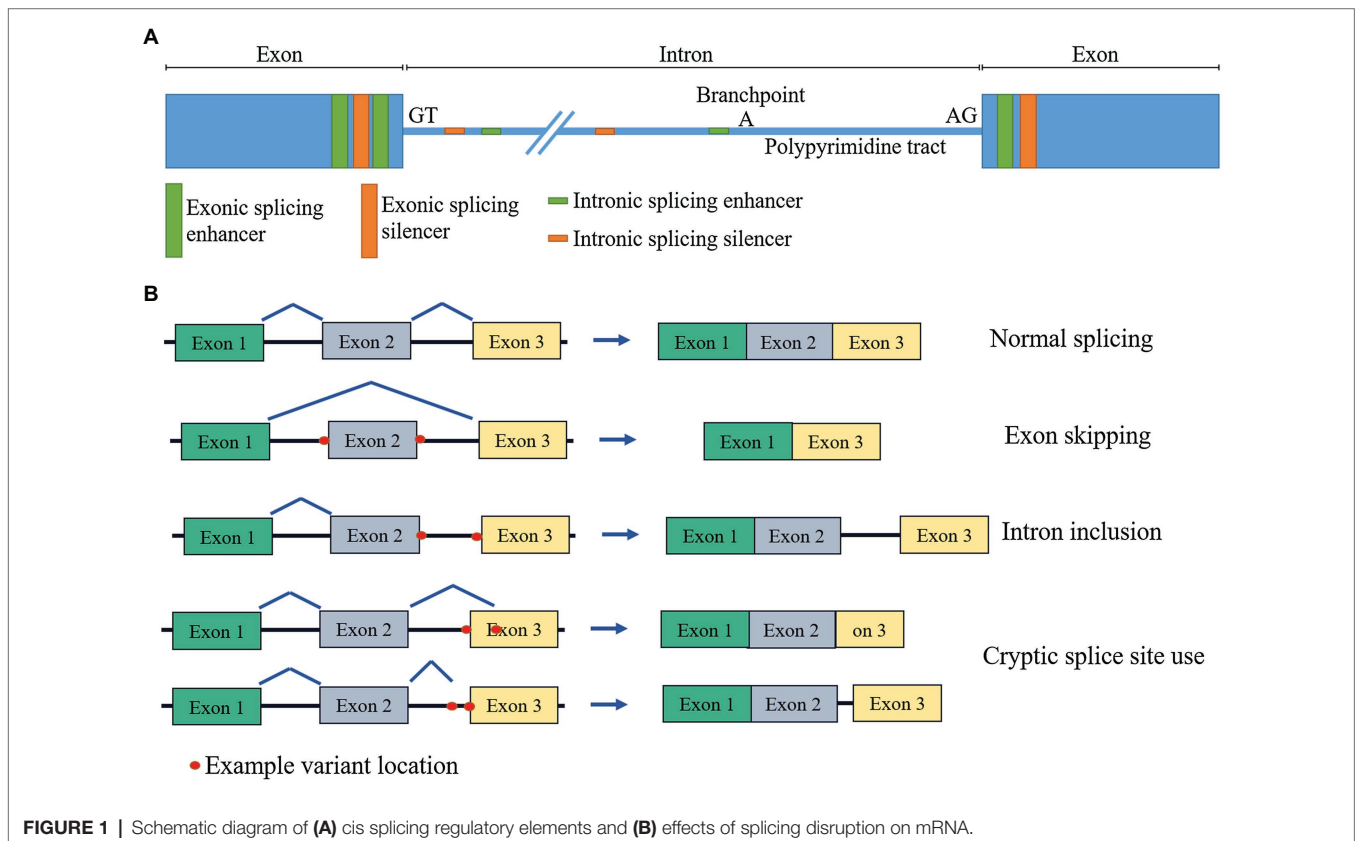 A
Exon Intron Exon
Branchpoint
GT A AG
Polypyrimidine tract
Exonic splicing
enhancer
Exonic splicing
silencer
Intronic splicing enhancer
Intronic splicing silencer
B
Exon 1 Exon 2 Exon 3 Exon 1 Exon 2 Exon 3 Normal splicing
Exon 1 Exon 2 Exon 3 Exon 1 Exon 3 Exon skipping
Exon 1 Exon 2 Exon 3 Exon 1 Exon 2 Exon 3 Intron inclusion
Exon 1 Exon 2 Exon 3 Exon 1 Exon 2 on 3
Cryptic splice site use
Exon 1 Exon 2 Exon 3 Exon 1 Exon 2 Exon 3
Example variant location
FIGURE 1 | Schematic diagram of (A) cis splicing regulatory elements and (B) effects of splicing disruption on mRNA.